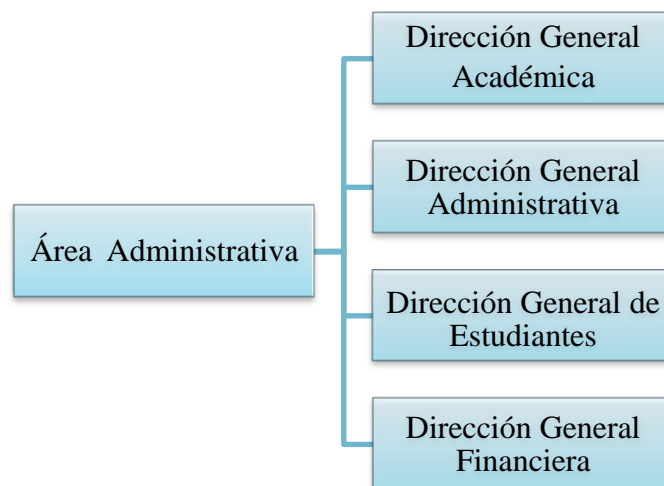 Dirección General
Académica
Dirección General
Administrativa
Área  Administrativa
Dirección General de
Estudiantes
Dirección General
Financiera